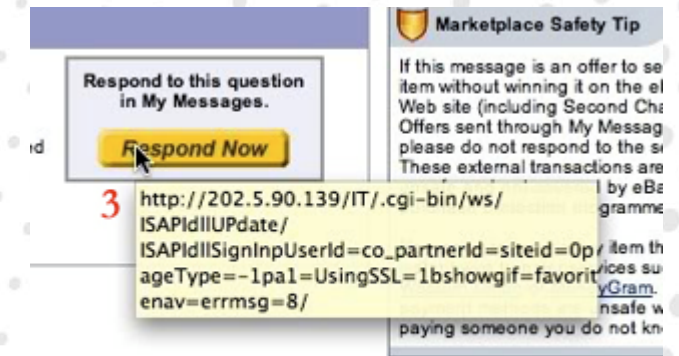 Respond to this question
in My Messages.
Respond Now
3
http://202.5.90.139/IT/.cgi-bin/ws/
ISAPIdllUPdate/
ISAPIdllSignInpUserId=co_partnerId=siteid=0p
ageType=-1pa1=UsingSSL=1bshowgif=favorit
enav=errmsg=8/
Marketplace Safety Tip
If this message is an offer to se
item without winning it on the
Web site (including Second Cha
Offers sent through My Messag
please do not respond to the
These external transactions are
by eBa
gramme
item th
ices su
yGram.
nsafe w
paying someone you do not kn